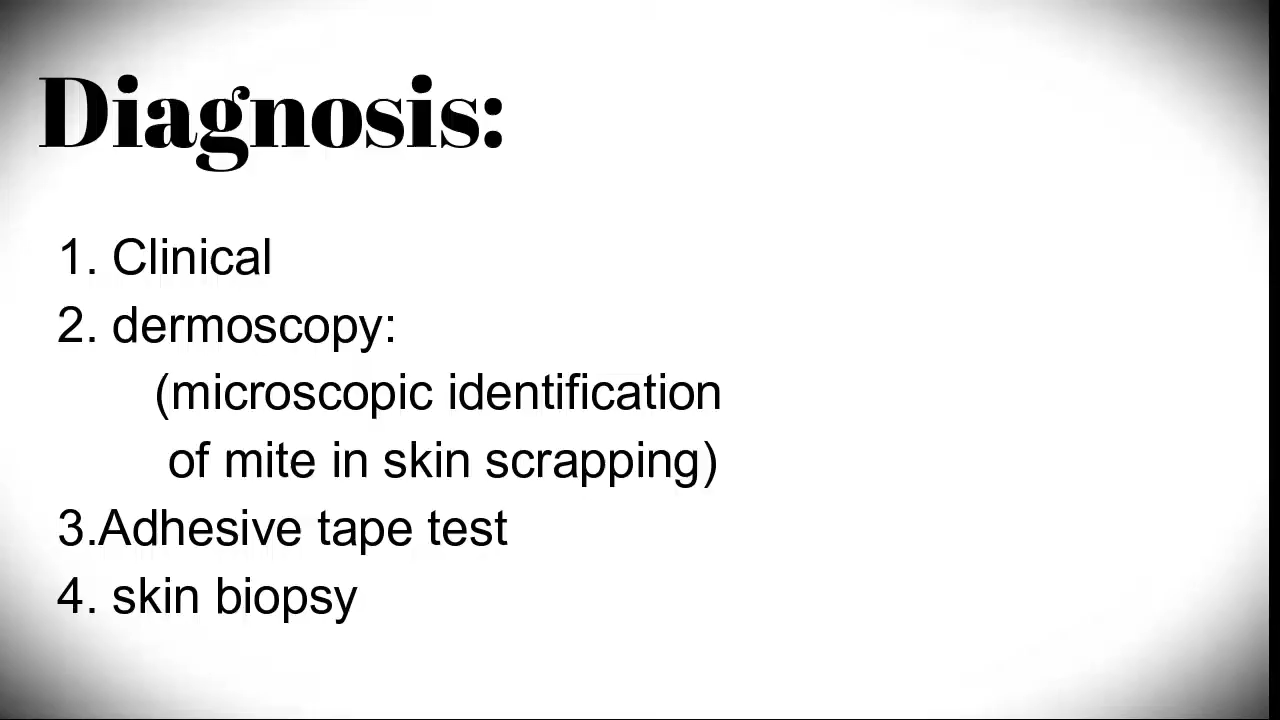 Diagnosis:
1. Clinical
2. dermoscopy:
(microscopic identification
of mite in skin scrapping)
3.Adhesive tape test
4. skin biopsy